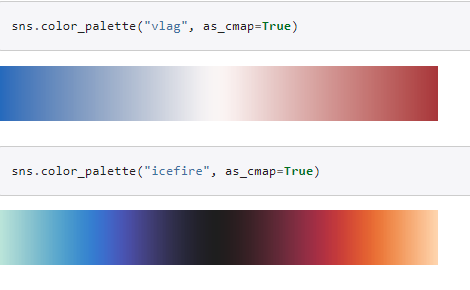 sns.color_palette("vlag", as_cmap=True)
sns.color_palette("icefire", as_cmap=True)